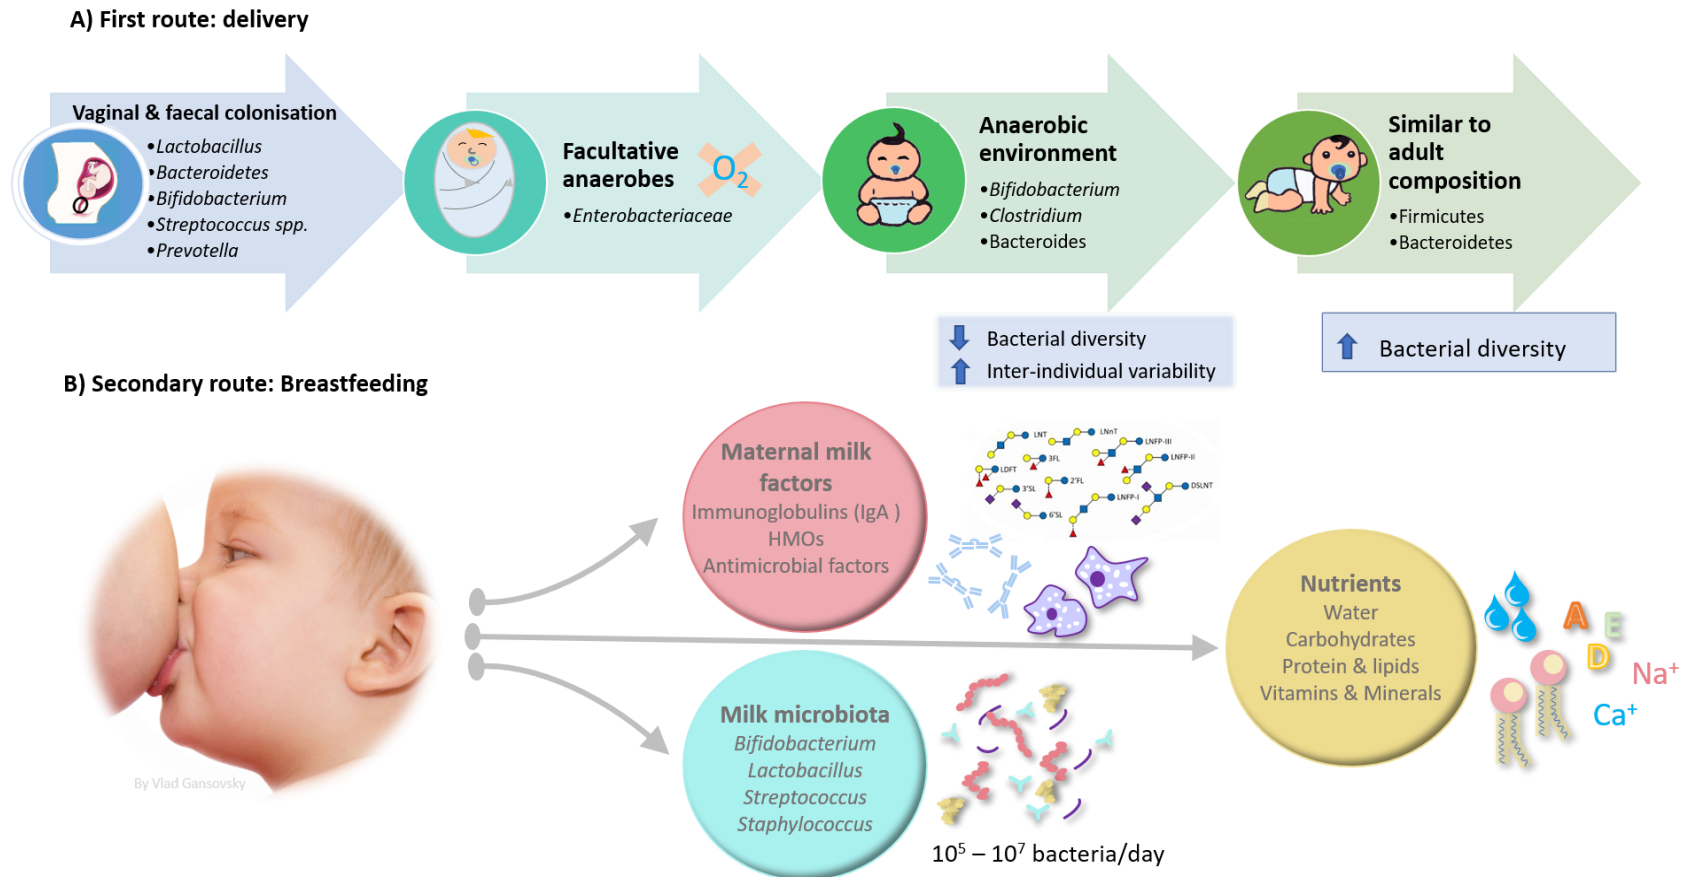 A) First route: delivery
Vaginal & faecal colonisation
•Lactobacillus
•Bacteroidetes
•Bifidobacterium
•Streptococcus spp.
•Prevotella
Facultative
anaerobes
O₂
•Enterobacteriaceae
Anaerobic
environment
•Bifidobacterium
•Clostridium
•Bacteroides
Similar to
adult
composition
•Firmicutes
•Bacteroidetes
Bacterial diversity
Inter-individual variability
Bacterial diversity
B) Secondary route: Breastfeeding
By Vlad Gansovsky
Maternal milk
factors
Immunoglobulins (IgA )
HMOs
Antimicrobial factors
LNT
LNnT
LNFP-III
3FL
LNFP-II
LDFT
2'FL
3'SL
DSLNT
LNFP-I
6'SL
Milk microbiota
Bifidobacterium
Lactobacillus
Streptococcus
Staphylococcus
10⁵ – 10⁷ bacteria/day
Nutrients
Water
Carbohydrates
Protein & lipids
Vitamins & Minerals
A
E
D
Na⁺
Ca⁺